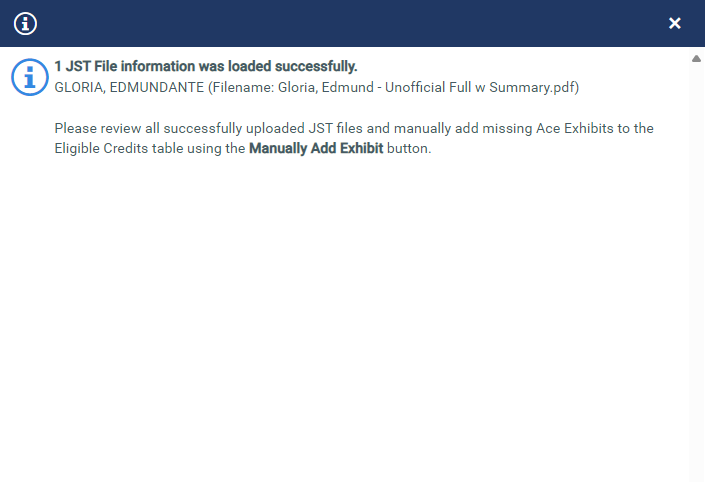 1 JST File information was loaded successfully.
GLORIA, EDMUNDANTE (Filename: Gloria, Edmund - Unofficial Full w Summary.pdf)
Please review all successfully uploaded JST files and manually add missing Ace Exhibits to the
Eligible Credits table using the Manually Add Exhibit button.